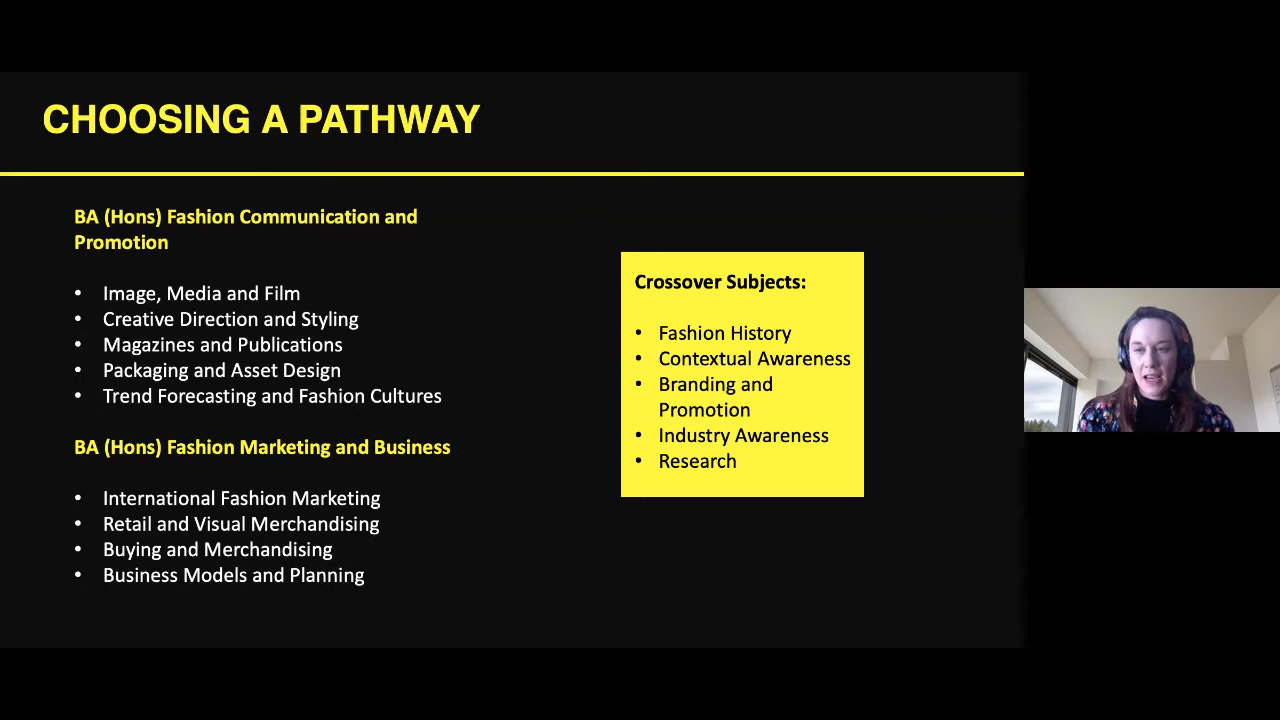 CHOOSING A PATHWAY
BA (Hons) Fashion Communication and
Promotion
• Image, Media and Film
• Creative Direction and Styling
• Magazines and Publications
• Packaging and Asset Design
• Trend Forecasting and Fashion Cultures
BA (Hons) Fashion Marketing and Business
• International Fashion Marketing
• Retail and Visual Merchandising
• Buying and Merchandising
• Business Models and Planning
Crossover Subjects:
• Fashion History
• Contextual Awareness
• Branding and
Promotion
• Industry Awareness
• Research